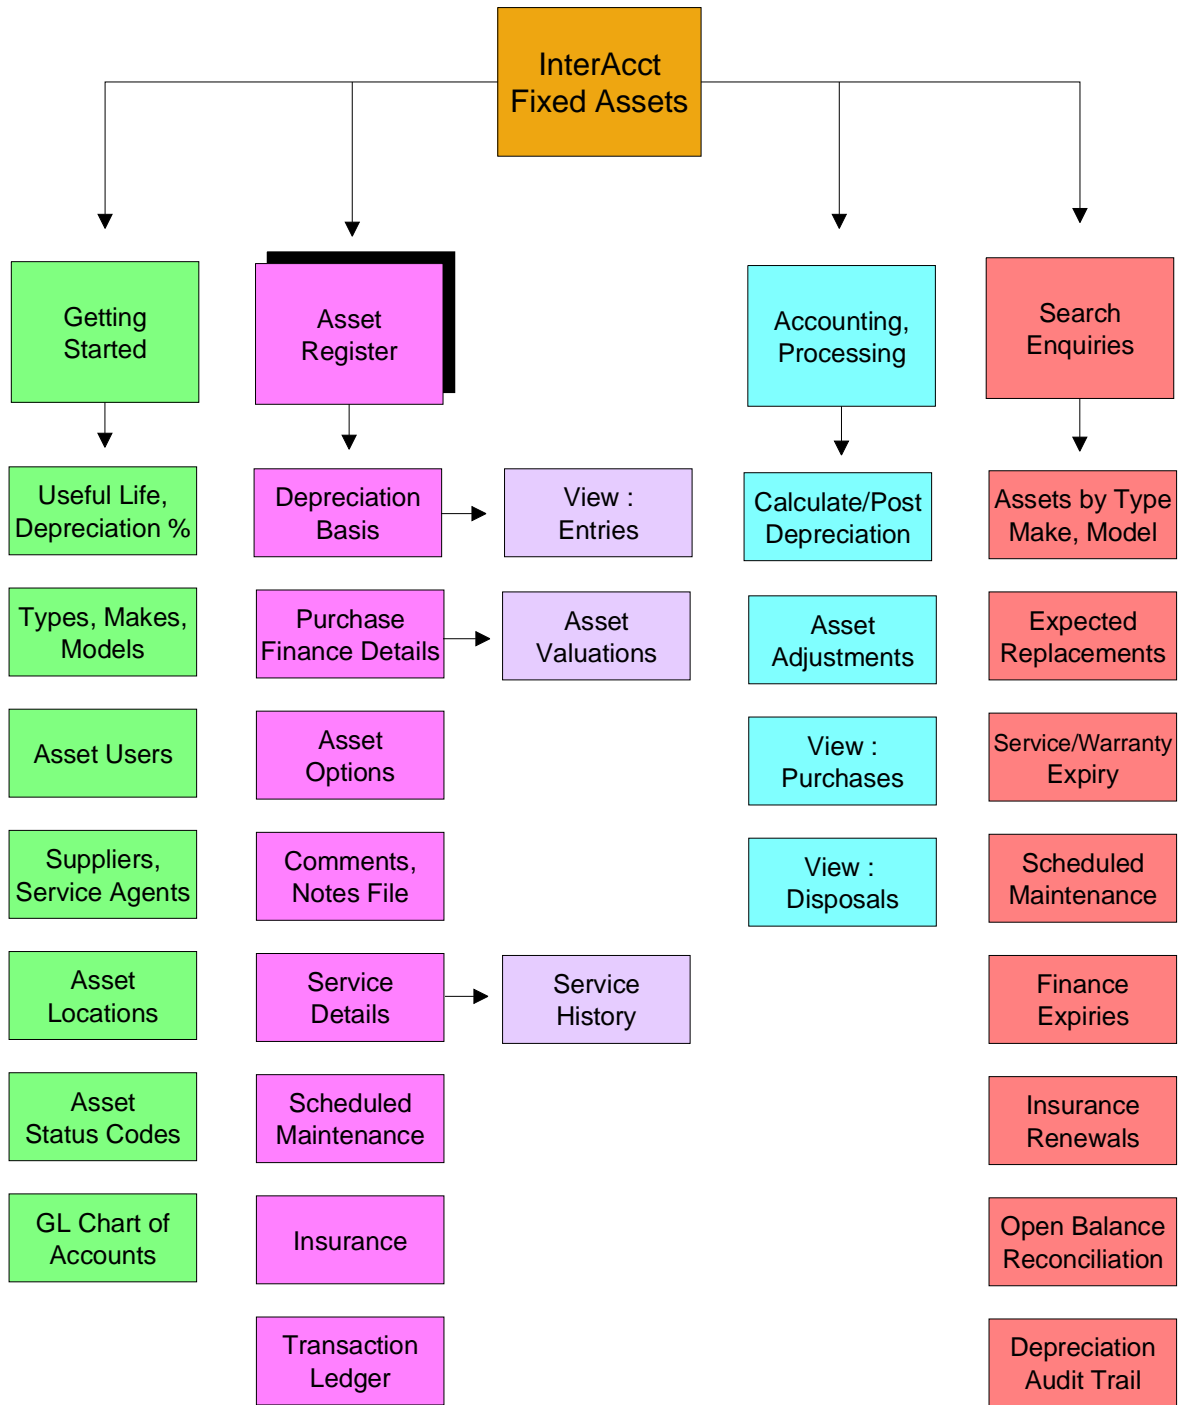 InterAcct
Fixed Assets
Getting
Started
Asset
Register
Accounting,
Processing
Search
Enquiries
Useful Life,
Depreciation %
Depreciation
Basis
View :
Entries
Calculate/Post
Depreciation
Assets by Type
Make, Model
Types, Makes,
Models
Purchase
Finance Details
Asset
Valuations
Asset
Adjustments
Expected
Replacements
Asset Users
Asset
Options
View :
Purchases
Service/Warranty
Expiry
Suppliers,
Service Agents
Comments,
Notes File
View :
Disposals
Scheduled
Maintenance
Asset
Locations
Service
Details
Service
History
Finance
Expiries
Asset
Status Codes
Scheduled
Maintenance
Insurance
Renewals
GL Chart of
Accounts
Insurance
Open Balance
Reconciliation
Transaction
Ledger
Depreciation
Audit Trail